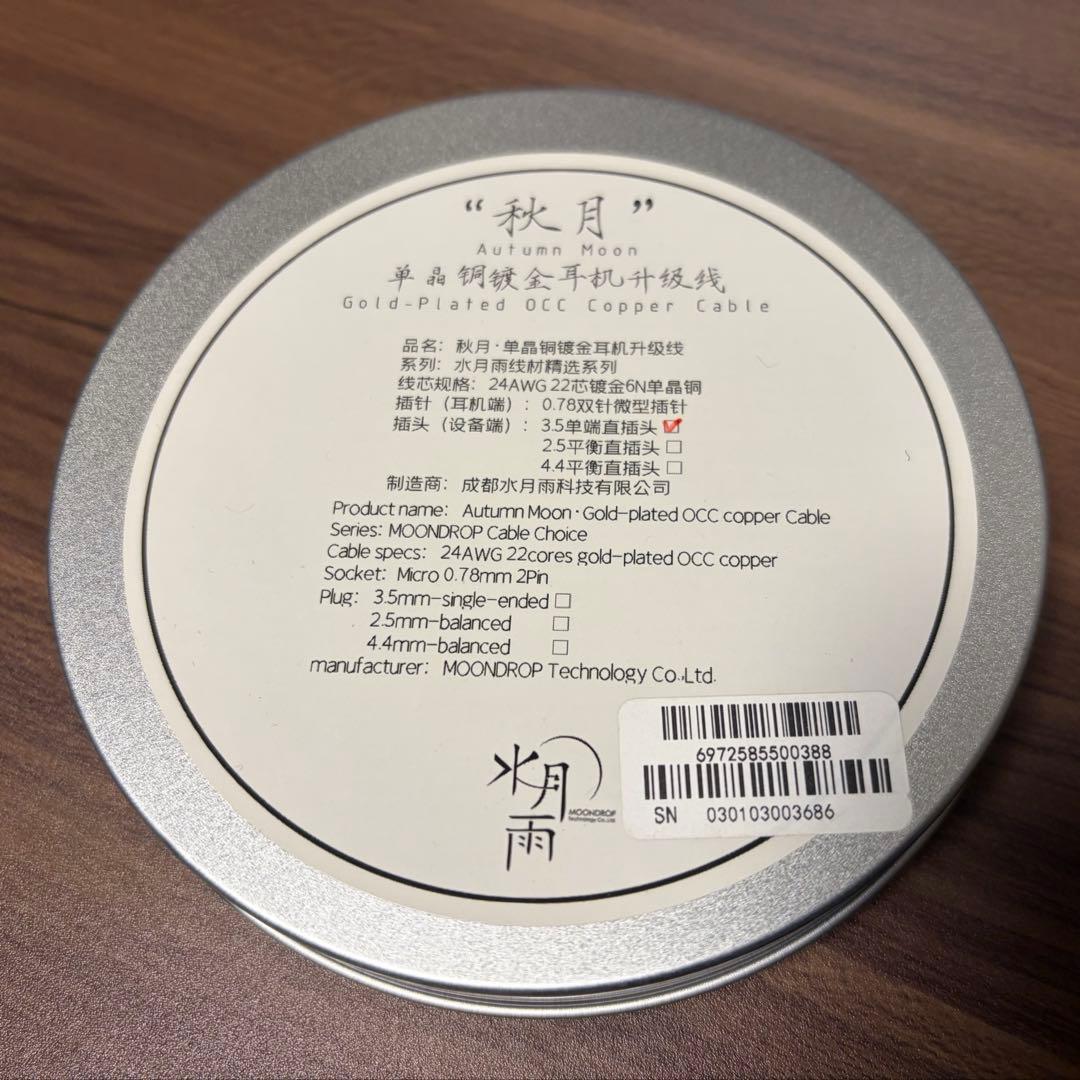 “秋月”
Autumn Moon
单晶铜镀金耳机升级线
Gold-Plated OCC Copper Cable
品名: 秋月·单晶铜镀金耳机升级线
系列: 水月雨线材精选系列
线芯规格: 24AWG 22芯镀金6N单晶铜
插针（耳机端）: 0.78双针微型插针
插头（设备端）: 3.5单端直插头 ☑
2.5平衡直插头 □
4.4平衡直插头 □
制造商: 成都水月雨科技有限公司
Product name: Autumn Moon·Gold-plated OCC copper Cable
Series: MOONDROP Cable Choice
Cable specs: 24AWG 22cores gold-plated OCC copper
Socket: Micro 0.78mm 2Pin
Plug: 3.5mm-single-ended □
2.5mm-balanced □
4.4mm-balanced □
manufacturer: MOONDROP Technology Co.,Ltd.
水月雨
MOONDROP
Technology Co.,Ltd.
6972585500388
SN 030103003686